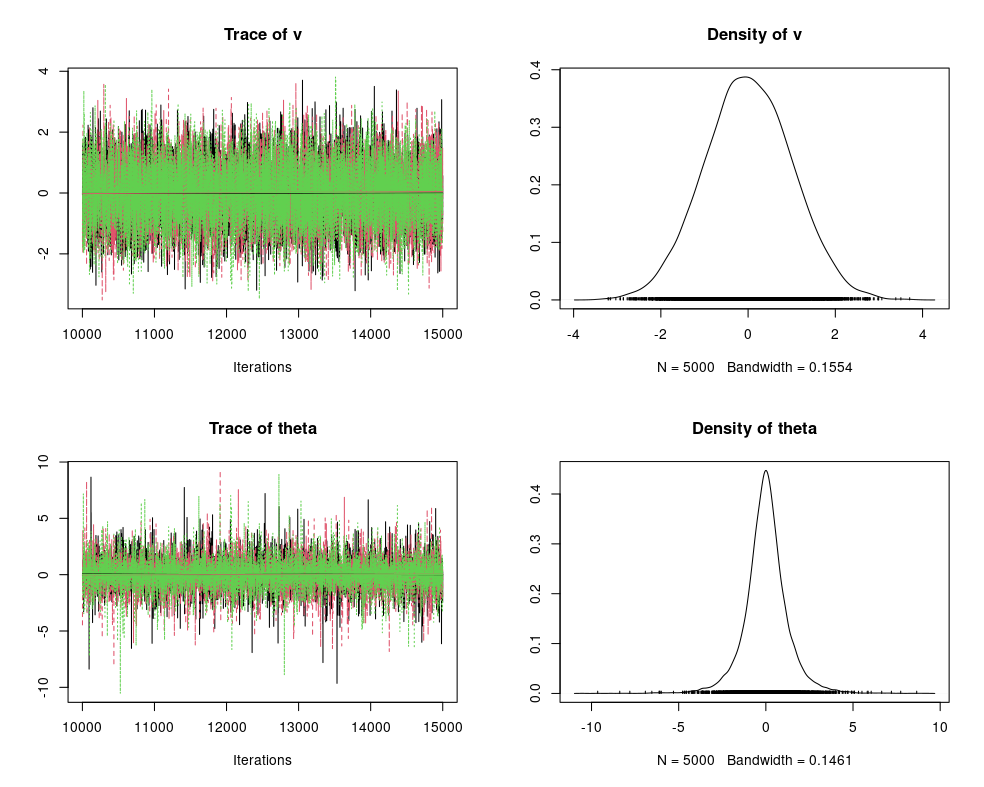 Trace of v
4
2
0
-2
10000 11000 12000 13000 14000 15000
Iterations
Density of v
0.4
0.3
0.2
0.1
0.0
-4 -2 0 2 4
N = 5000 Bandwidth = 0.1554
Trace of theta
10
5
0
-5
-10
10000 11000 12000 13000 14000 15000
Iterations
Density of theta
0.4
0.3
0.2
0.1
0.0
-10 -5 0 5 10
N = 5000 Bandwidth = 0.1461